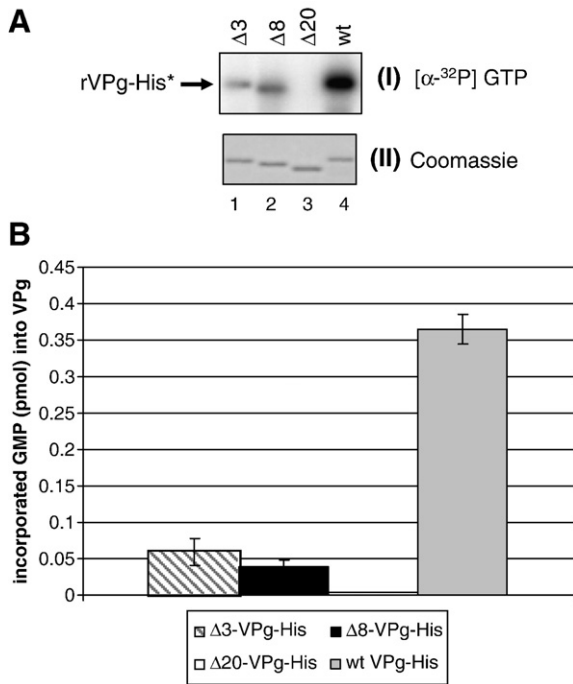 A
Δ3 Δ8 Δ20 wt
rVPg-His* (I) [α-³²P] GTP
(II) Coomassie
1 2 3 4
B
incorporated GMP (pmol) into VPg
0.45
0.4
0.35
0.3
0.25
0.2
0.15
0.1
0.05
0
Δ3-VPg-His Δ8-VPg-His
Δ20-VPg-His wt VPg-His